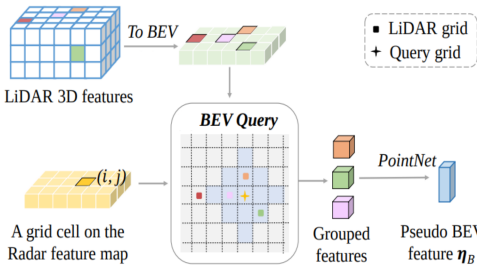 To BEV
LiDAR grid
Query grid
LiDAR 3D features
BEV Query
(i, j)
PointNet
A grid cell on the
Radar feature map
Grouped
features
Pseudo BEV
feature η_B